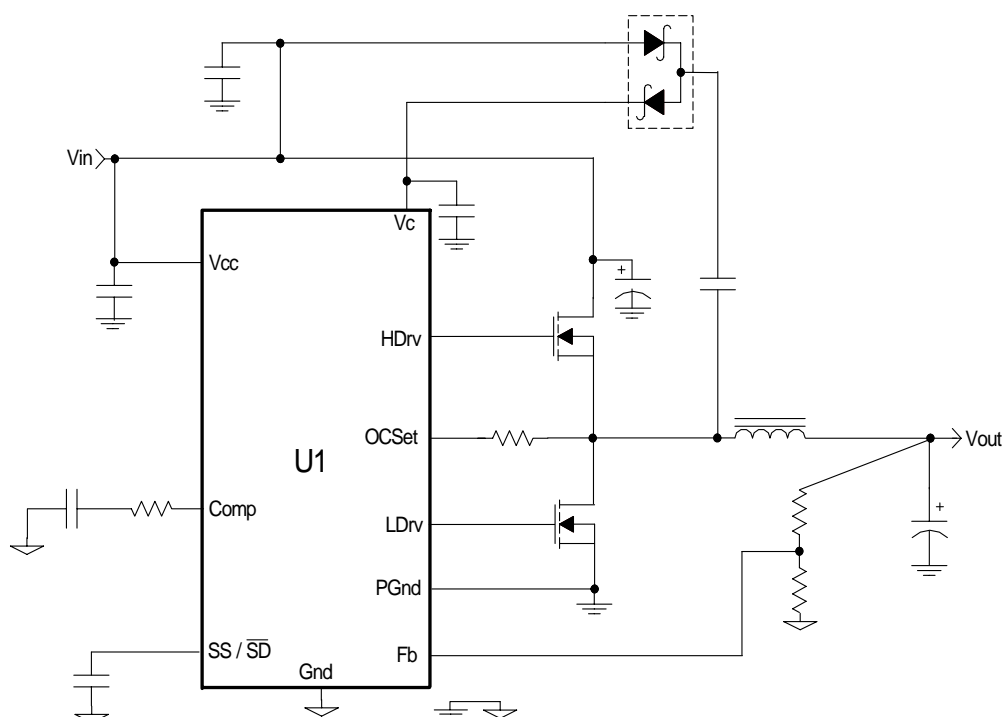 Vin
Vc
Vcc
+
HDrv
OCSet
U1
Vout
Comp
LDrv
+
PGnd
SS / SD
Fb
Gnd